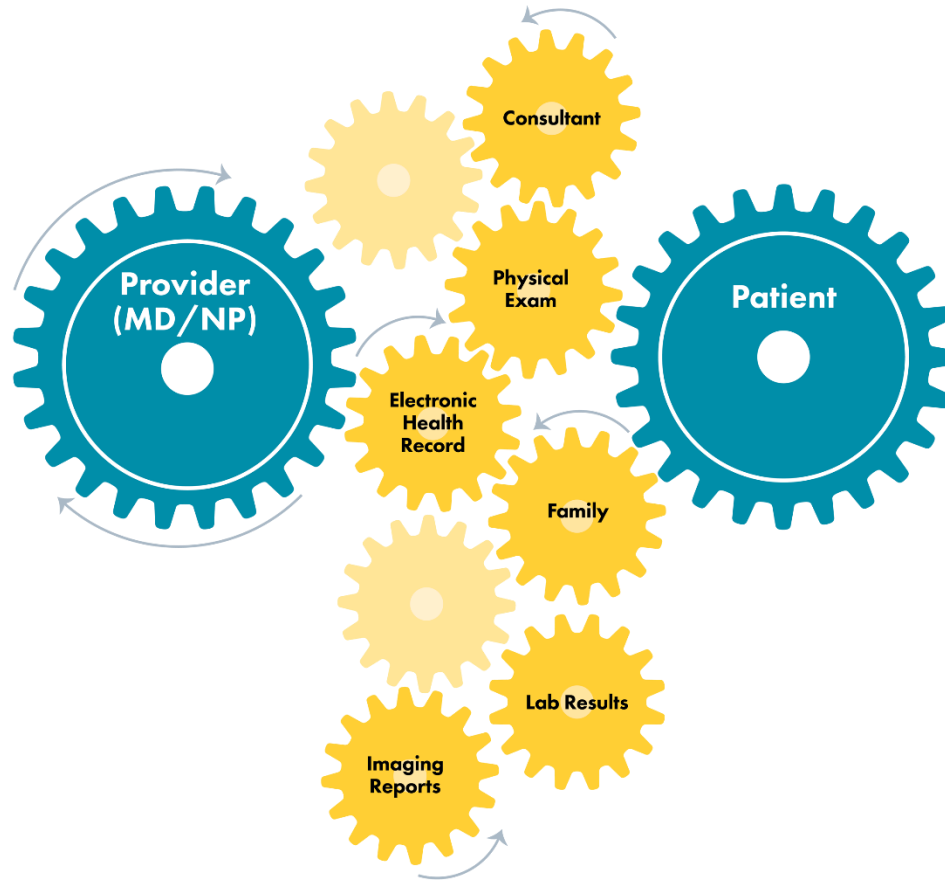 Consultant
Provider
(MD/NP)
Physical
Exam
Patient
Electronic
Health
Record
Family
Lab Results
Imaging
Reports